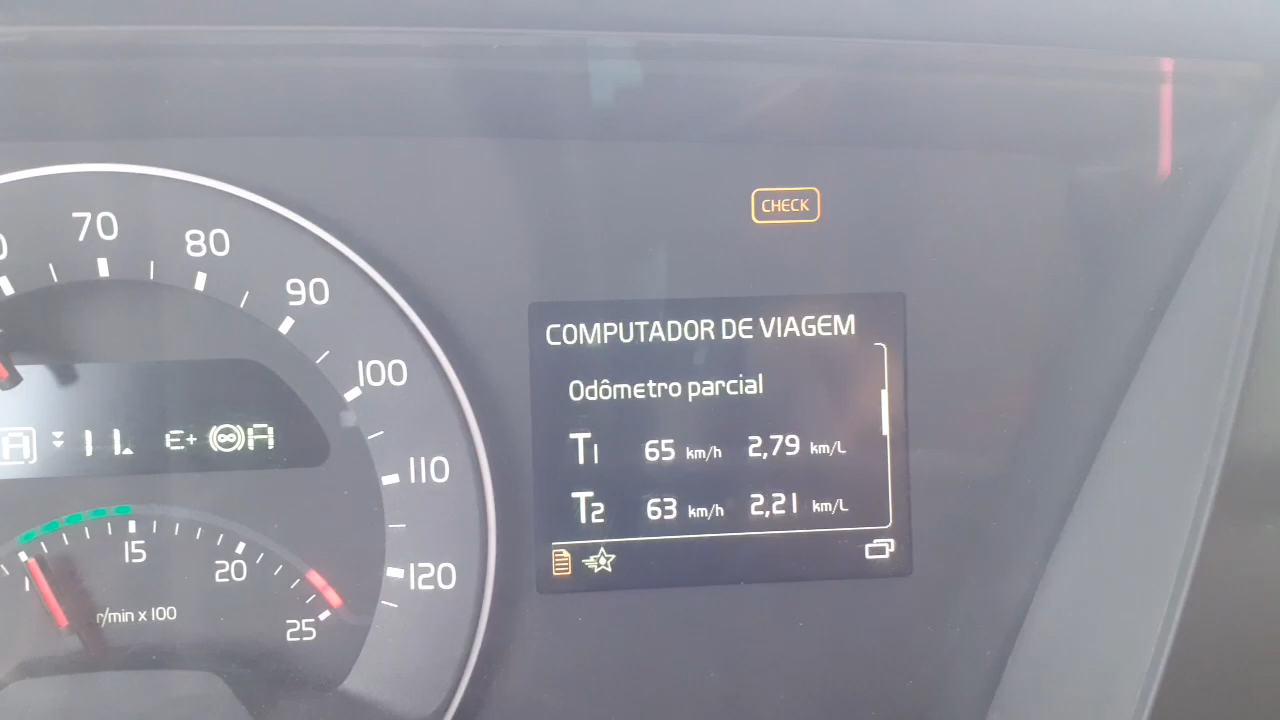 70
80
90
100
110
120
A 11 E+ A
15
20
25
r/min x 100
CHECK
COMPUTADOR DE VIAGEM
Odômetro parcial
T1 65 km/h 2,79 km/L
T2 63 km/h 2,21 km/L